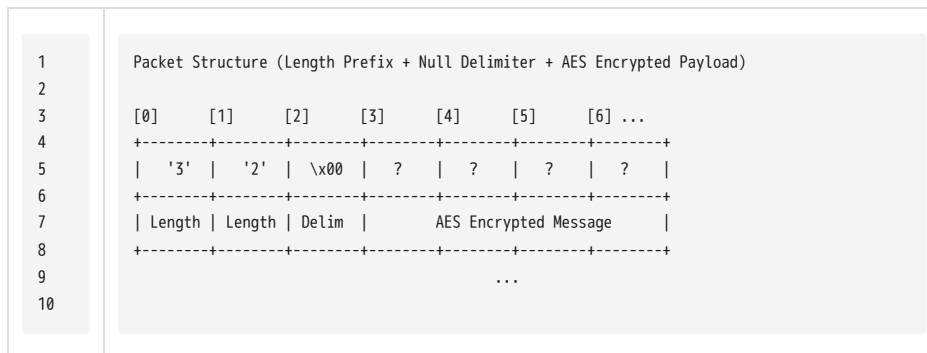 1 Packet Structure (Length Prefix + Null Delimiter + AES Encrypted Payload)
2
3 [0]      [1]      [2]      [3]      [4]      [5]      [6] ...
4 +--------+--------+--------+--------+--------+--------+--------+
5 |   '3' |   '2' |  \x00  |   ?    |   ?    |   ?    |   ?    |
6 +--------+--------+--------+--------+--------+--------+--------+
7 | Length | Length | Delim  |        AES Encrypted Message       |
8 +--------+--------+--------+--------+--------+--------+--------+
9                                           ...
10